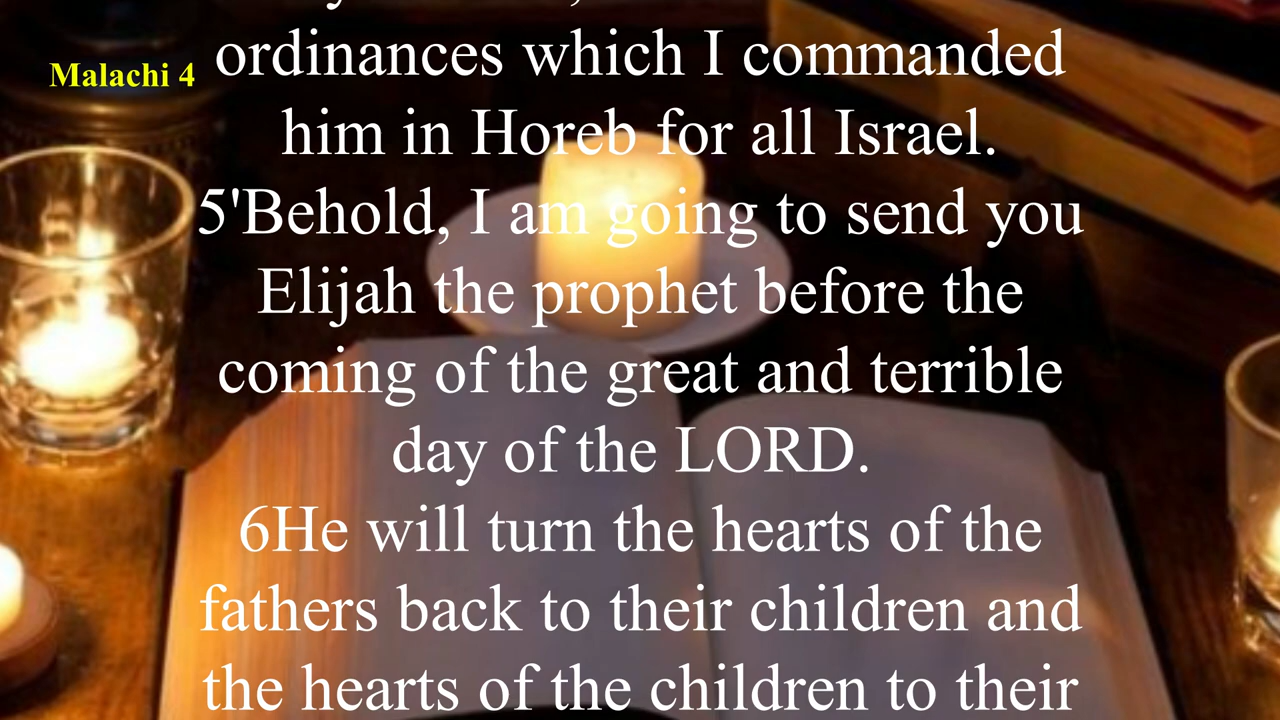 Malachi 4
ordinances which I commanded
him in Horeb for all Israel.
5'Behold, I am going to send you
Elijah the prophet before the
coming of the great and terrible
day of the LORD.
6He will turn the hearts of the
fathers back to their children and
the hearts of the children to their